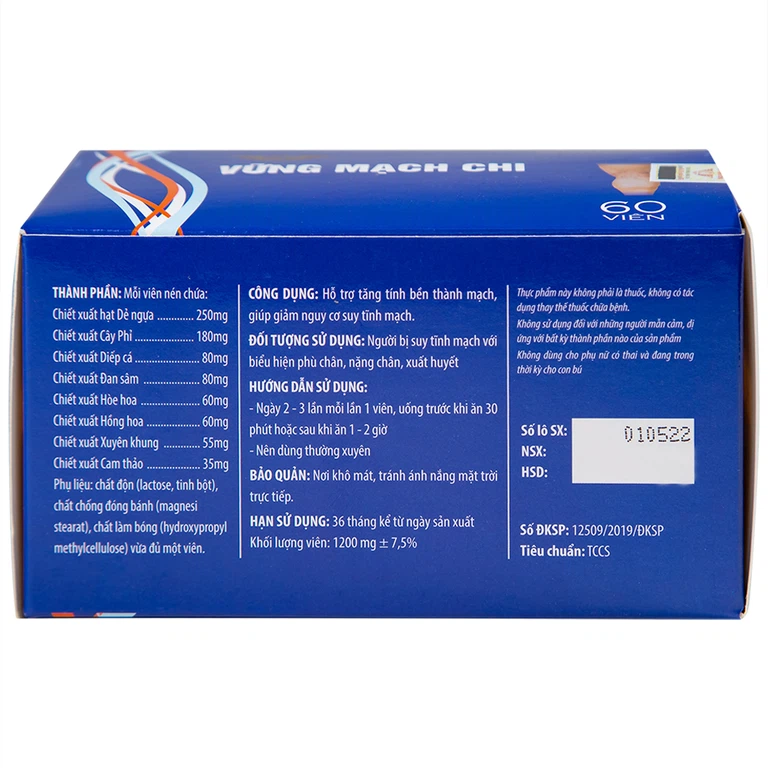 VỮNG MẠCH CHI
60
VIÊN
THÀNH PHẦN: Mỗi viên nén chứa:
Chiết xuất hạt Dẻ ngựa .............. 250mg
Chiết xuất Cây Phỉ ...................... 180mg
Chiết xuất Diếp cá ........................ 80mg
Chiết xuất Đan sâm ...................... 80mg
Chiết xuất Hòe hoa ....................... 60mg
Chiết xuất Hồng hoa ..................... 60mg
Chiết xuất Xuyên khung ............... 55mg
Chiết xuất Cam thảo ..................... 35mg
Phụ liệu: chất độn (lactose, tinh bột),
chất chống đóng bánh (magnesi
stearat), chất làm bóng (hydroxypropyl
methylcellulose) vừa đủ một viên.
CÔNG DỤNG: Hỗ trợ tăng tính bền thành mạch,
giúp giảm nguy cơ suy tĩnh mạch.
ĐỐI TƯỢNG SỬ DỤNG: Người bị suy tĩnh mạch với
biểu hiện phù chân, nặng chân, xuất huyết
HƯỚNG DẪN SỬ DỤNG:
- Ngày 2 - 3 lần mỗi lần 1 viên, uống trước khi ăn 30
phút hoặc sau khi ăn 1 - 2 giờ
- Nên dùng thường xuyên
BẢO QUẢN: Nơi khô mát, tránh ánh nắng mặt trời
trực tiếp.
HẠN SỬ DỤNG: 36 tháng kể từ ngày sản xuất
Khối lượng viên: 1200 mg ± 7,5%
Thực phẩm này không phải là thuốc, không có tác
dụng thay thế thuốc chữa bệnh.
Không sử dụng đối với những người mẫn cảm, dị
ứng với bất kỳ thành phần nào của sản phẩm
Không dùng cho phụ nữ có thai và đang trong
thời kỳ cho con bú
Số lô SX: 010522
NSX:
HSD:
Số ĐKSP: 12509/2019/ĐKSP
Tiêu chuẩn: TCCS